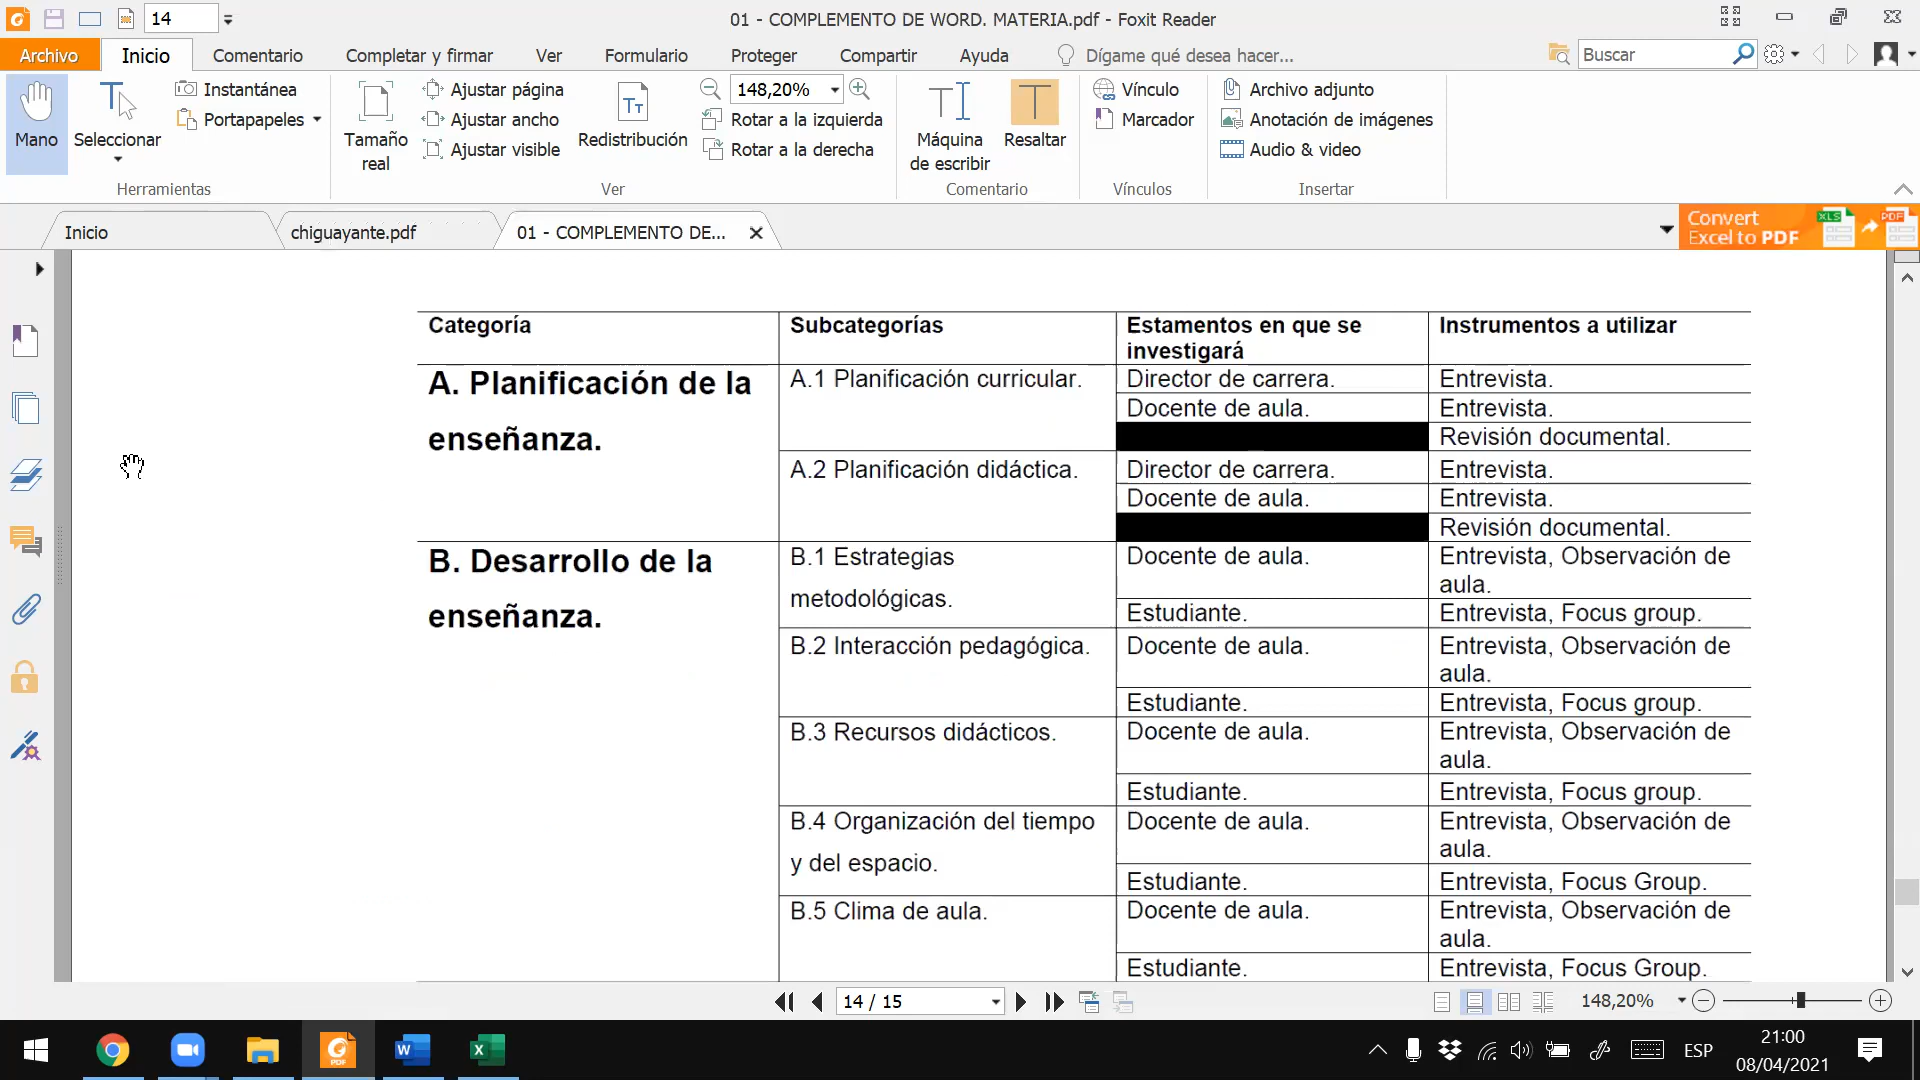 14
01 - COMPLEMENTO DE WORD. MATERIA.pdf - Foxit Reader
Archivo
Inicio
Comentario
Completar y firmar
Ver
Formulario
Proteger
Compartir
Ayuda
Dígame qué desea hacer...
Buscar
Mano
Seleccionar
Instantánea
Portapapeles
Herramientas
Tamaño
real
Ajustar página
Ajustar ancho
Ajustar visible
Redistribución
148,20%
Rotar a la izquierda
Rotar a la derecha
Ver
Máquina
de escribir
Resaltar
Comentario
Vínculo
Marcador
Vínculos
Archivo adjunto
Anotación de imágenes
Audio & video
Insertar
Inicio
chiguayante.pdf
01 - COMPLEMENTO DE...
Convert
Excel to PDF
XLS
PDF
Categoría
Subcategorías
Estamentos en que se
investigará
Instrumentos a utilizar
A. Planificación de la
enseñanza.
A.1 Planificación curricular.
Director de carrera.
Entrevista.
Docente de aula.
Entrevista.
Revisión documental.
A.2 Planificación didáctica.
Director de carrera.
Entrevista.
Docente de aula.
Entrevista.
Revisión documental.
B. Desarrollo de la
enseñanza.
B.1 Estrategias
metodológicas.
Docente de aula.
Entrevista, Observación de
aula.
Estudiante.
Entrevista, Focus group.
B.2 Interacción pedagógica.
Docente de aula.
Entrevista, Observación de
aula.
Estudiante.
Entrevista, Focus group.
B.3 Recursos didácticos.
Docente de aula.
Entrevista, Observación de
aula.
Estudiante.
Entrevista, Focus group.
B.4 Organización del tiempo
y del espacio.
Docente de aula.
Entrevista, Observación de
aula.
Estudiante.
Entrevista, Focus Group.
B.5 Clima de aula.
Docente de aula.
Entrevista, Observación de
aula.
Estudiante.
Entrevista, Focus Group.
14 / 15
148,20%
PDF
ESP
21:00
08/04/2021